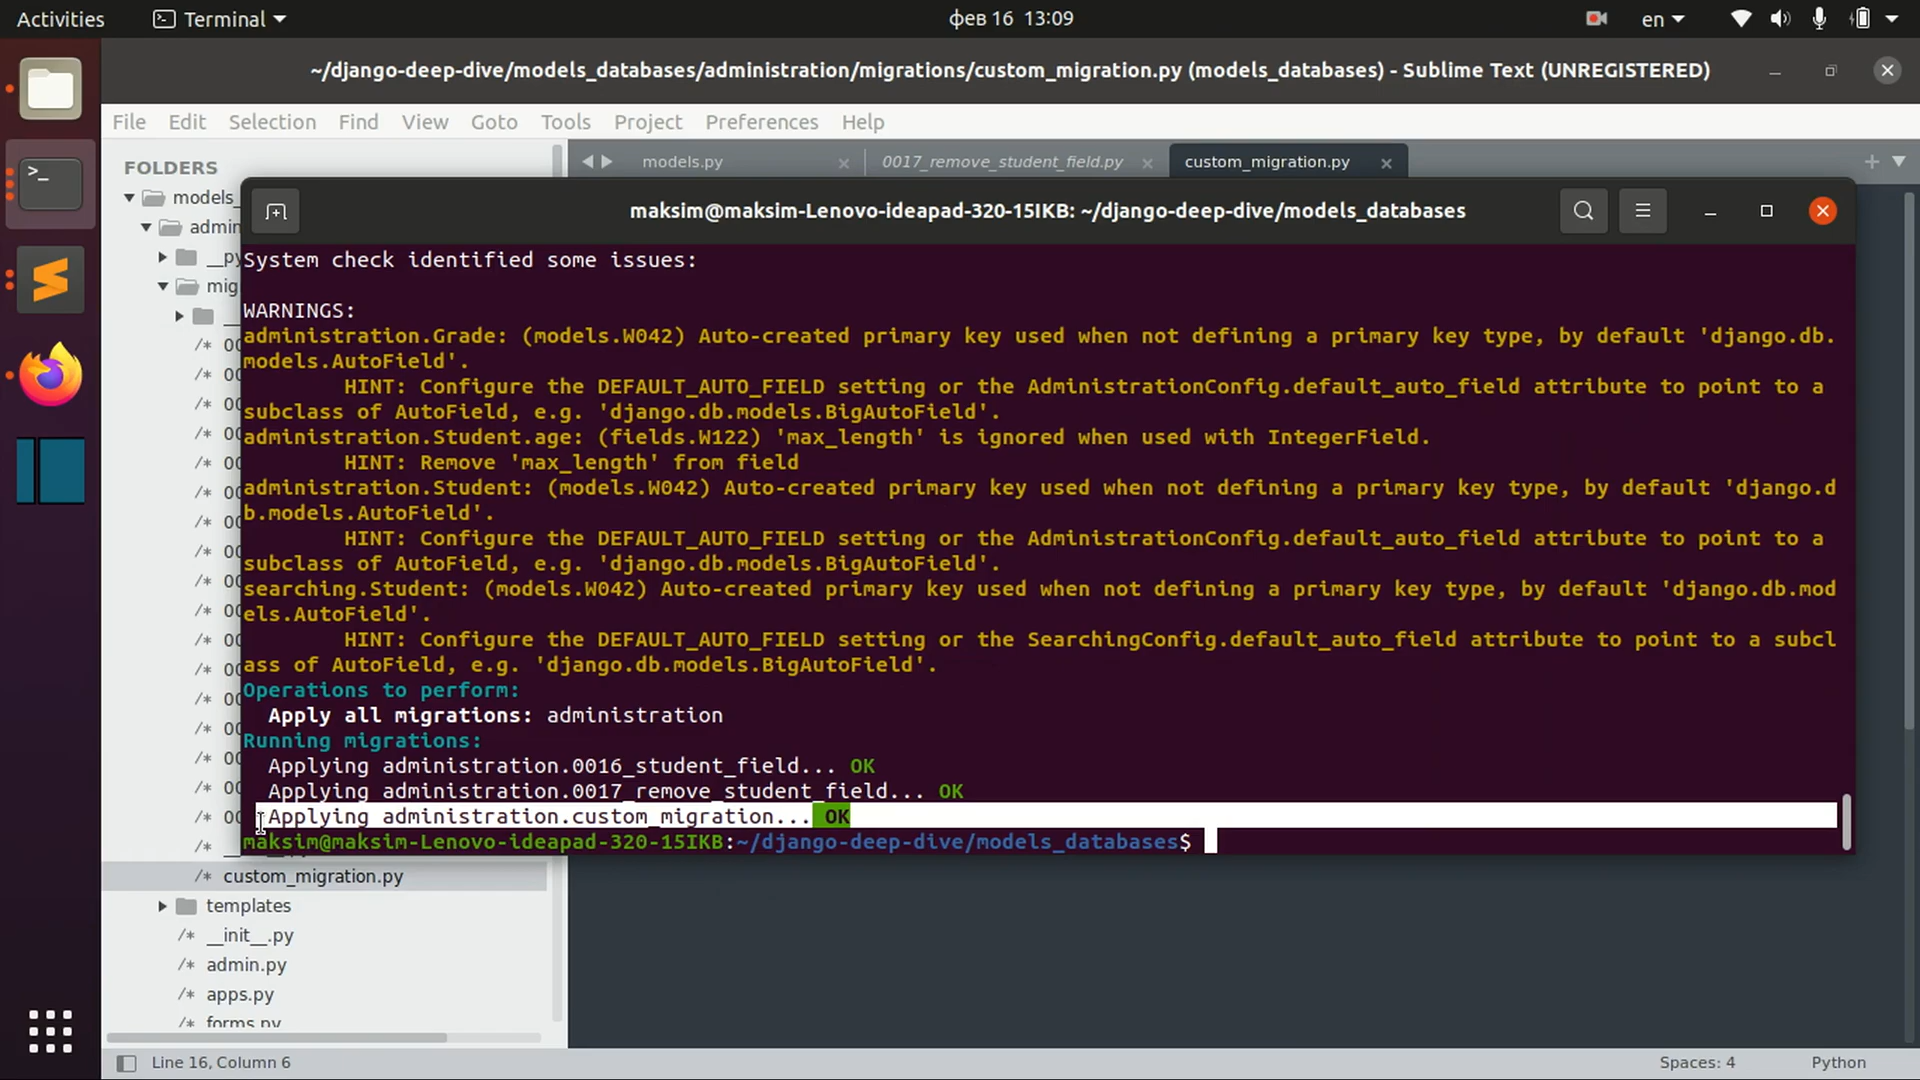 Activities
Terminal
фев 16 13:09
en
~/django-deep-dive/models_databases/administration/migrations/custom_migration.py (models_databases) - Sublime Text (UNREGISTERED)
File Edit Selection Find View Goto Tools Project Preferences Help
FOLDERS
models_
admin
__py
mig
models.py
0017_remove_student_field.py
custom_migration.py
maksim@maksim-Lenovo-ideapad-320-15IKB: ~/django-deep-dive/models_databases
System check identified some issues:
WARNINGS:
administration.Grade: (models.W042) Auto-created primary key used when not defining a primary key type, by default 'django.db.
models.AutoField'.
HINT: Configure the DEFAULT_AUTO_FIELD setting or the AdministrationConfig.default_auto_field attribute to point to a
subclass of AutoField, e.g. 'django.db.models.BigAutoField'.
administration.Student.age: (fields.W122) 'max_length' is ignored when used with IntegerField.
HINT: Remove 'max_length' from field
administration.Student: (models.W042) Auto-created primary key used when not defining a primary key type, by default 'django.d
b.models.AutoField'.
HINT: Configure the DEFAULT_AUTO_FIELD setting or the AdministrationConfig.default_auto_field attribute to point to a
subclass of AutoField, e.g. 'django.db.models.BigAutoField'.
searching.Student: (models.W042) Auto-created primary key used when not defining a primary key type, by default 'django.db.mod
els.AutoField'.
HINT: Configure the DEFAULT_AUTO_FIELD setting or the SearchingConfig.default_auto_field attribute to point to a subcl
ass of AutoField, e.g. 'django.db.models.BigAutoField'.
Operations to perform:
Apply all migrations: administration
Running migrations:
Applying administration.0016_student_field... OK
Applying administration.0017_remove_student_field... OK
Applying administration.custom_migration... OK
maksim@maksim-Lenovo-ideapad-320-15IKB:~/django-deep-dive/models_databases$
/* custom_migration.py
templates
/* __init__.py
/* admin.py
/* apps.py
/* forms.py
Line 16, Column 6
Spaces: 4
Python